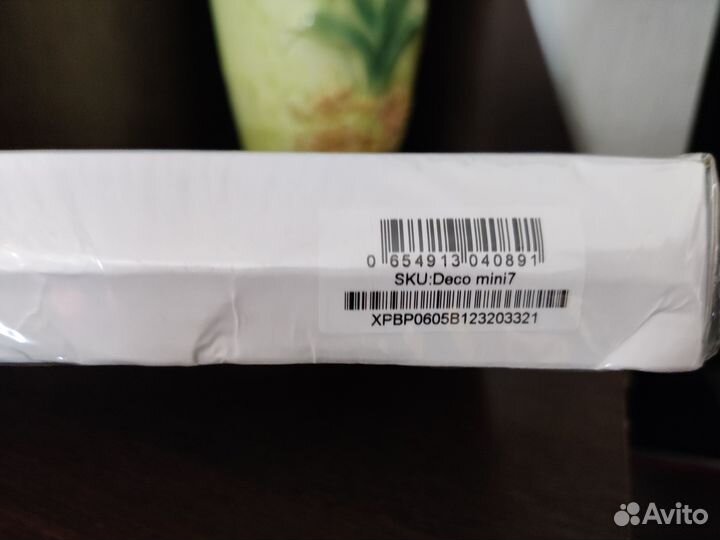 0 654913 040891
SKU:Deco mini7
XPBP0605B123203321
Avito